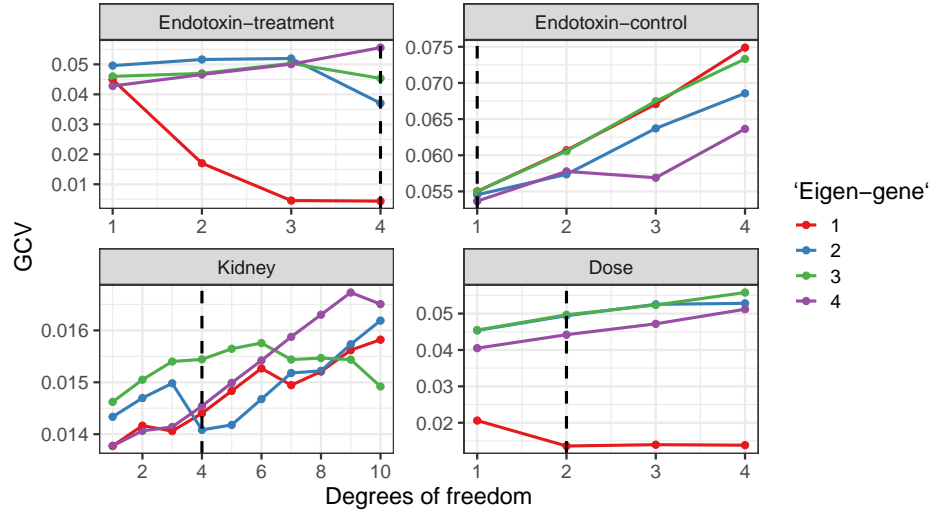 Endotoxin−treatment
Endotoxin−control
0.05
0.04
0.03
0.02
0.01
1 2 3 4
0.075
0.070
0.065
0.060
0.055
1 2 3 4
Kidney
Dose
0.016
0.015
0.014
2 4 6 8 10
0.05
0.04
0.03
0.02
1 2 3 4
GCV
Degrees of freedom
‘Eigen−gene‘
1
2
3
4